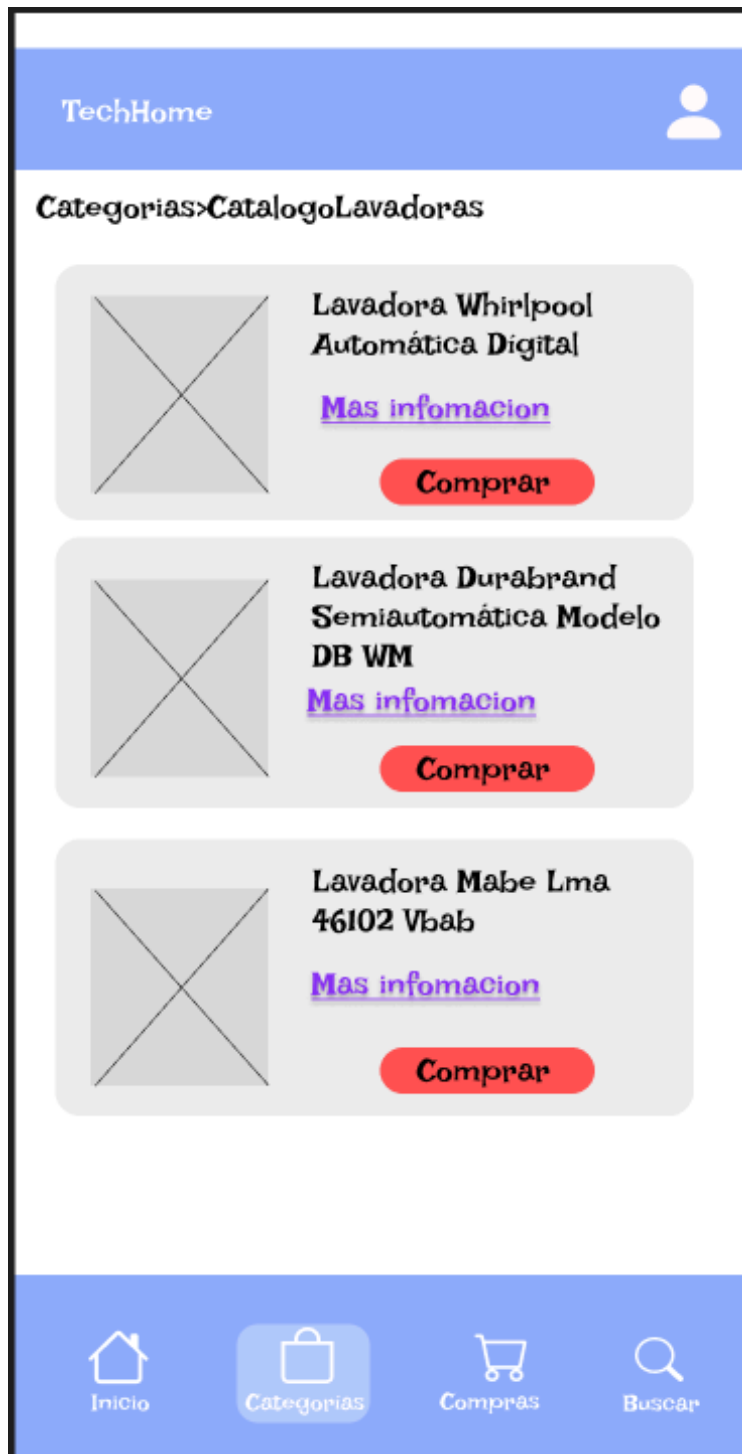 TechHome
Categorias>CatalogoLavadoras
Lavadora Whirlpool
Automática Digital
Mas infomacion
Comprar
Lavadora Durabrand
Semiautomática Modelo
DB WM
Mas infomacion
Comprar
Lavadora Mabe Lma
46102 Vbab
Mas infomacion
Comprar
Inicio
Categorias
Compras
Buscar